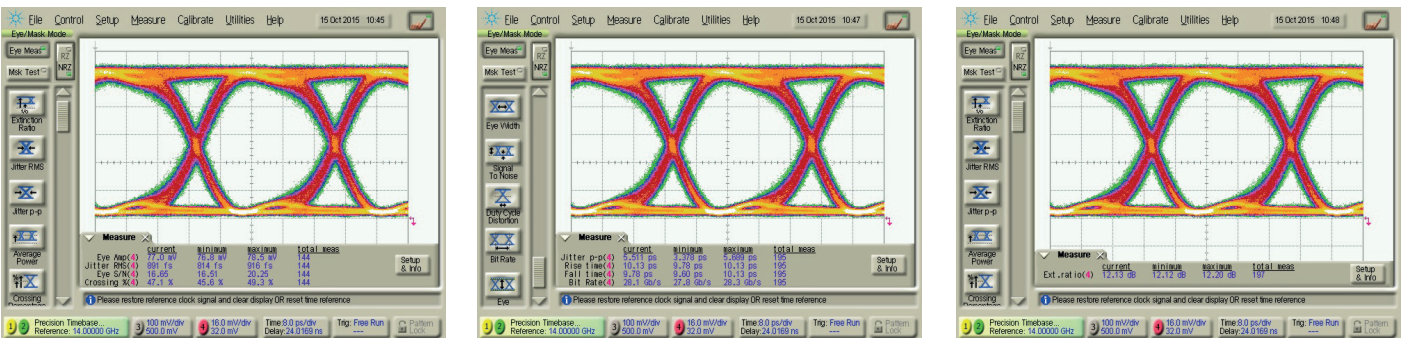 File Control Setup Measure Calibrate Utilities Help 15 Oct 2015 10:45
Eye/Mask Mode
Eye Meas
Msk Test
RZ
NRZ
Extinction
Ratio
Jitter RMS
Jitter p-p
Average
Power
Crossing
Measure
current minimum maximum total meas
Eye Amp(4) 77.0 mV 76.8 mV 78.5 mV 144
Jitter RMS(4) 891 fs 814 fs 916 fs 144
Eye S/N(4) 16.65 16.51 20.25 144
Crossing %(4) 47.1 % 45.6 % 49.3 % 144
Setup
& Info
Please restore reference clock signal and clear display OR reset time reference
1 2 Precision Timebase...
Reference: 14.00000 GHz
3 100 mV/div
500.0 mV
4 16.0 mV/div
32.0 mV
Time:8.0 ps/div
Delay:24.0169 ns
Trig: Free Run
----
Pattern
Lock
File Control Setup Measure Calibrate Utilities Help 15 Oct 2015 10:47
Eye/Mask Mode
Eye Meas
Msk Test
RZ
NRZ
Eye Width
Signal
To Noise
Duty Cycle
Distortion
Bit Rate
Eye
Measure
current minimum maximum total meas
Jitter p-p(4) 5.511 ps 3.378 ps 5.689 ps 195
Rise time(4) 10.13 ps 9.78 ps 10.13 ps 195
Fall time(4) 9.78 ps 9.60 ps 10.13 ps 195
Bit Rate(4) 28.1 Gb/s 27.8 Gb/s 28.3 Gb/s 195
Setup
& Info
Please restore reference clock signal and clear display OR reset time reference
1 2 Precision Timebase...
Reference: 14.00000 GHz
3 100 mV/div
500.0 mV
4 16.0 mV/div
32.0 mV
Time:8.0 ps/div
Delay:24.0169 ns
Trig: Free Run
----
Pattern
Lock
File Control Setup Measure Calibrate Utilities Help 15 Oct 2015 10:48
Eye/Mask Mode
Eye Meas
Msk Test
RZ
NRZ
Extinction
Ratio
Jitter RMS
Jitter p-p
Average
Power
Crossing
Measure
current minimum maximum total meas
Ext.ratio(4) 12.13 dB 12.12 dB 12.20 dB 197
Setup
& Info
Please restore reference clock signal and clear display OR reset time reference
1 2 Precision Timebase...
Reference: 14.00000 GHz
3 100 mV/div
500.0 mV
4 16.0 mV/div
32.0 mV
Time:8.0 ps/div
Delay:24.0169 ns
Trig: Free Run
----
Pattern
Lock